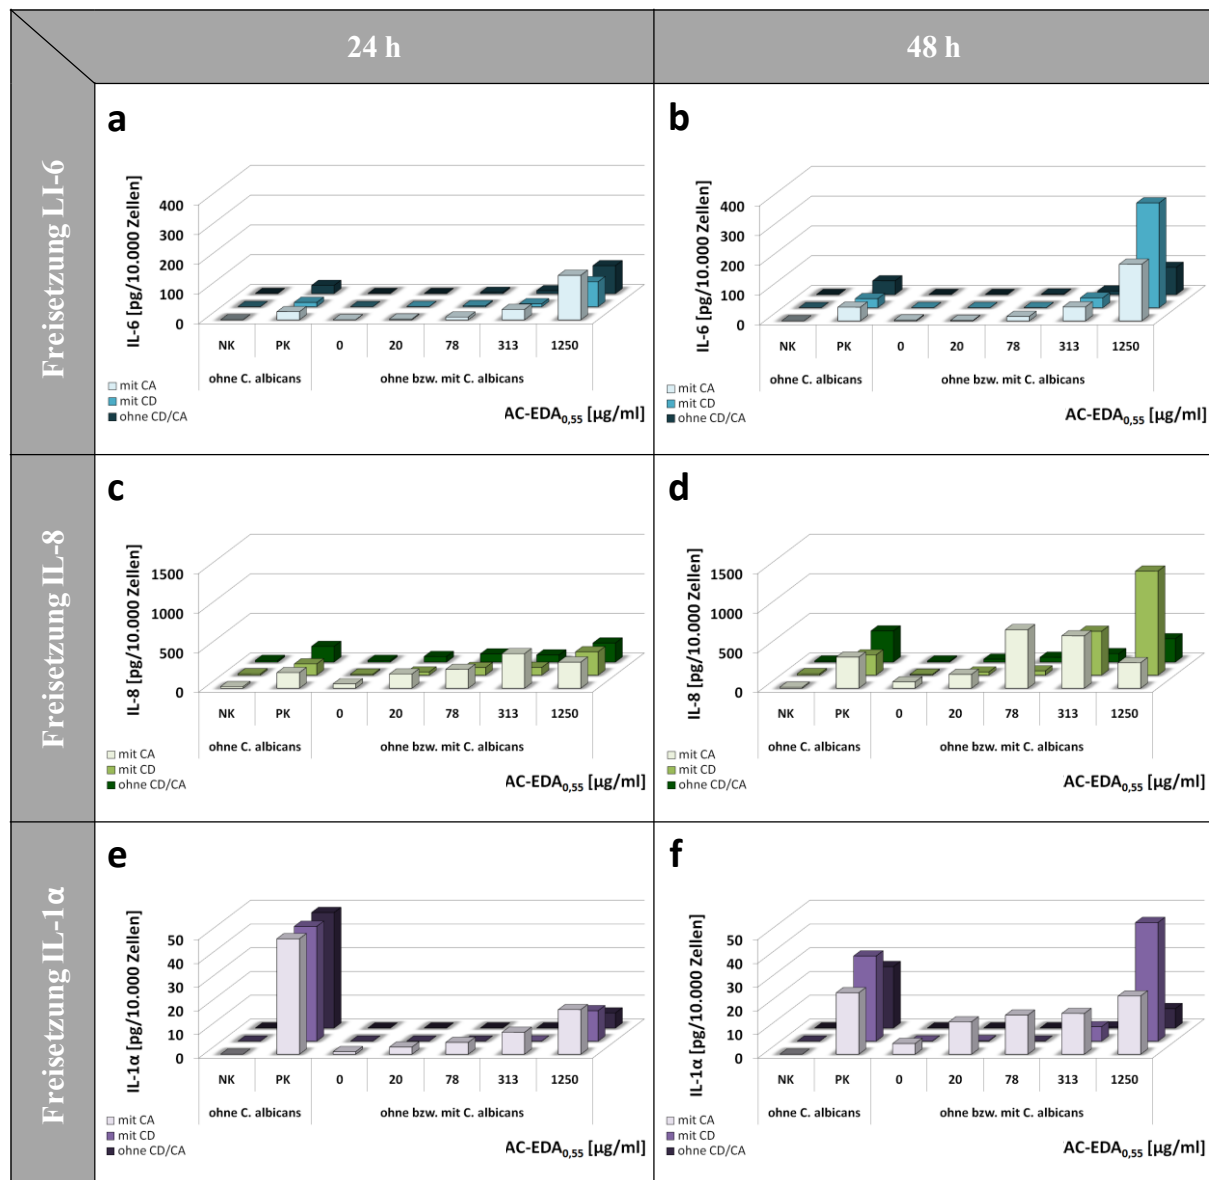 24 h
48 h
Freisetzung LI-6
a
IL-6 [pg/10.000 Zellen]
400
300
200
100
0
NK PK 0 20 78 313 1250
ohne C. albicans ohne bzw. mit C. albicans
mit CA
mit CD
ohne CD/CA
AC-EDA0,55 [µg/ml]
b
IL-6 [pg/10.000 Zellen]
400
300
200
100
0
NK PK 0 20 78 313 1250
ohne C. albicans ohne bzw. mit C. albicans
mit CA
mit CD
ohne CD/CA
AC-EDA0,55 [µg/ml]
Freisetzung IL-8
c
IL-8 [pg/10.000 Zellen]
1500
1000
500
0
NK PK 0 20 78 313 1250
ohne C. albicans ohne bzw. mit C. albicans
mit CA
mit CD
ohne CD/CA
AC-EDA0,55 [µg/ml]
d
IL-8 [pg/10.000 Zellen]
1500
1000
500
0
NK PK 0 20 78 313 1250
ohne C. albicans ohne bzw. mit C. albicans
mit CA
mit CD
ohne CD/CA
AC-EDA0,55 [µg/ml]
Freisetzung IL-1α
e
IL-1α [pg/10.000 Zellen]
50
40
30
20
10
0
NK PK 0 20 78 313 1250
ohne C. albicans ohne bzw. mit C. albicans
mit CA
mit CD
ohne CD/CA
AC-EDA0,55 [µg/ml]
f
IL-1α [pg/10.000 Zellen]
50
40
30
20
10
0
NK PK 0 20 78 313 1250
ohne C. albicans ohne bzw. mit C. albicans
mit CA
mit CD
ohne CD/CA
AC-EDA0,55 [µg/ml]